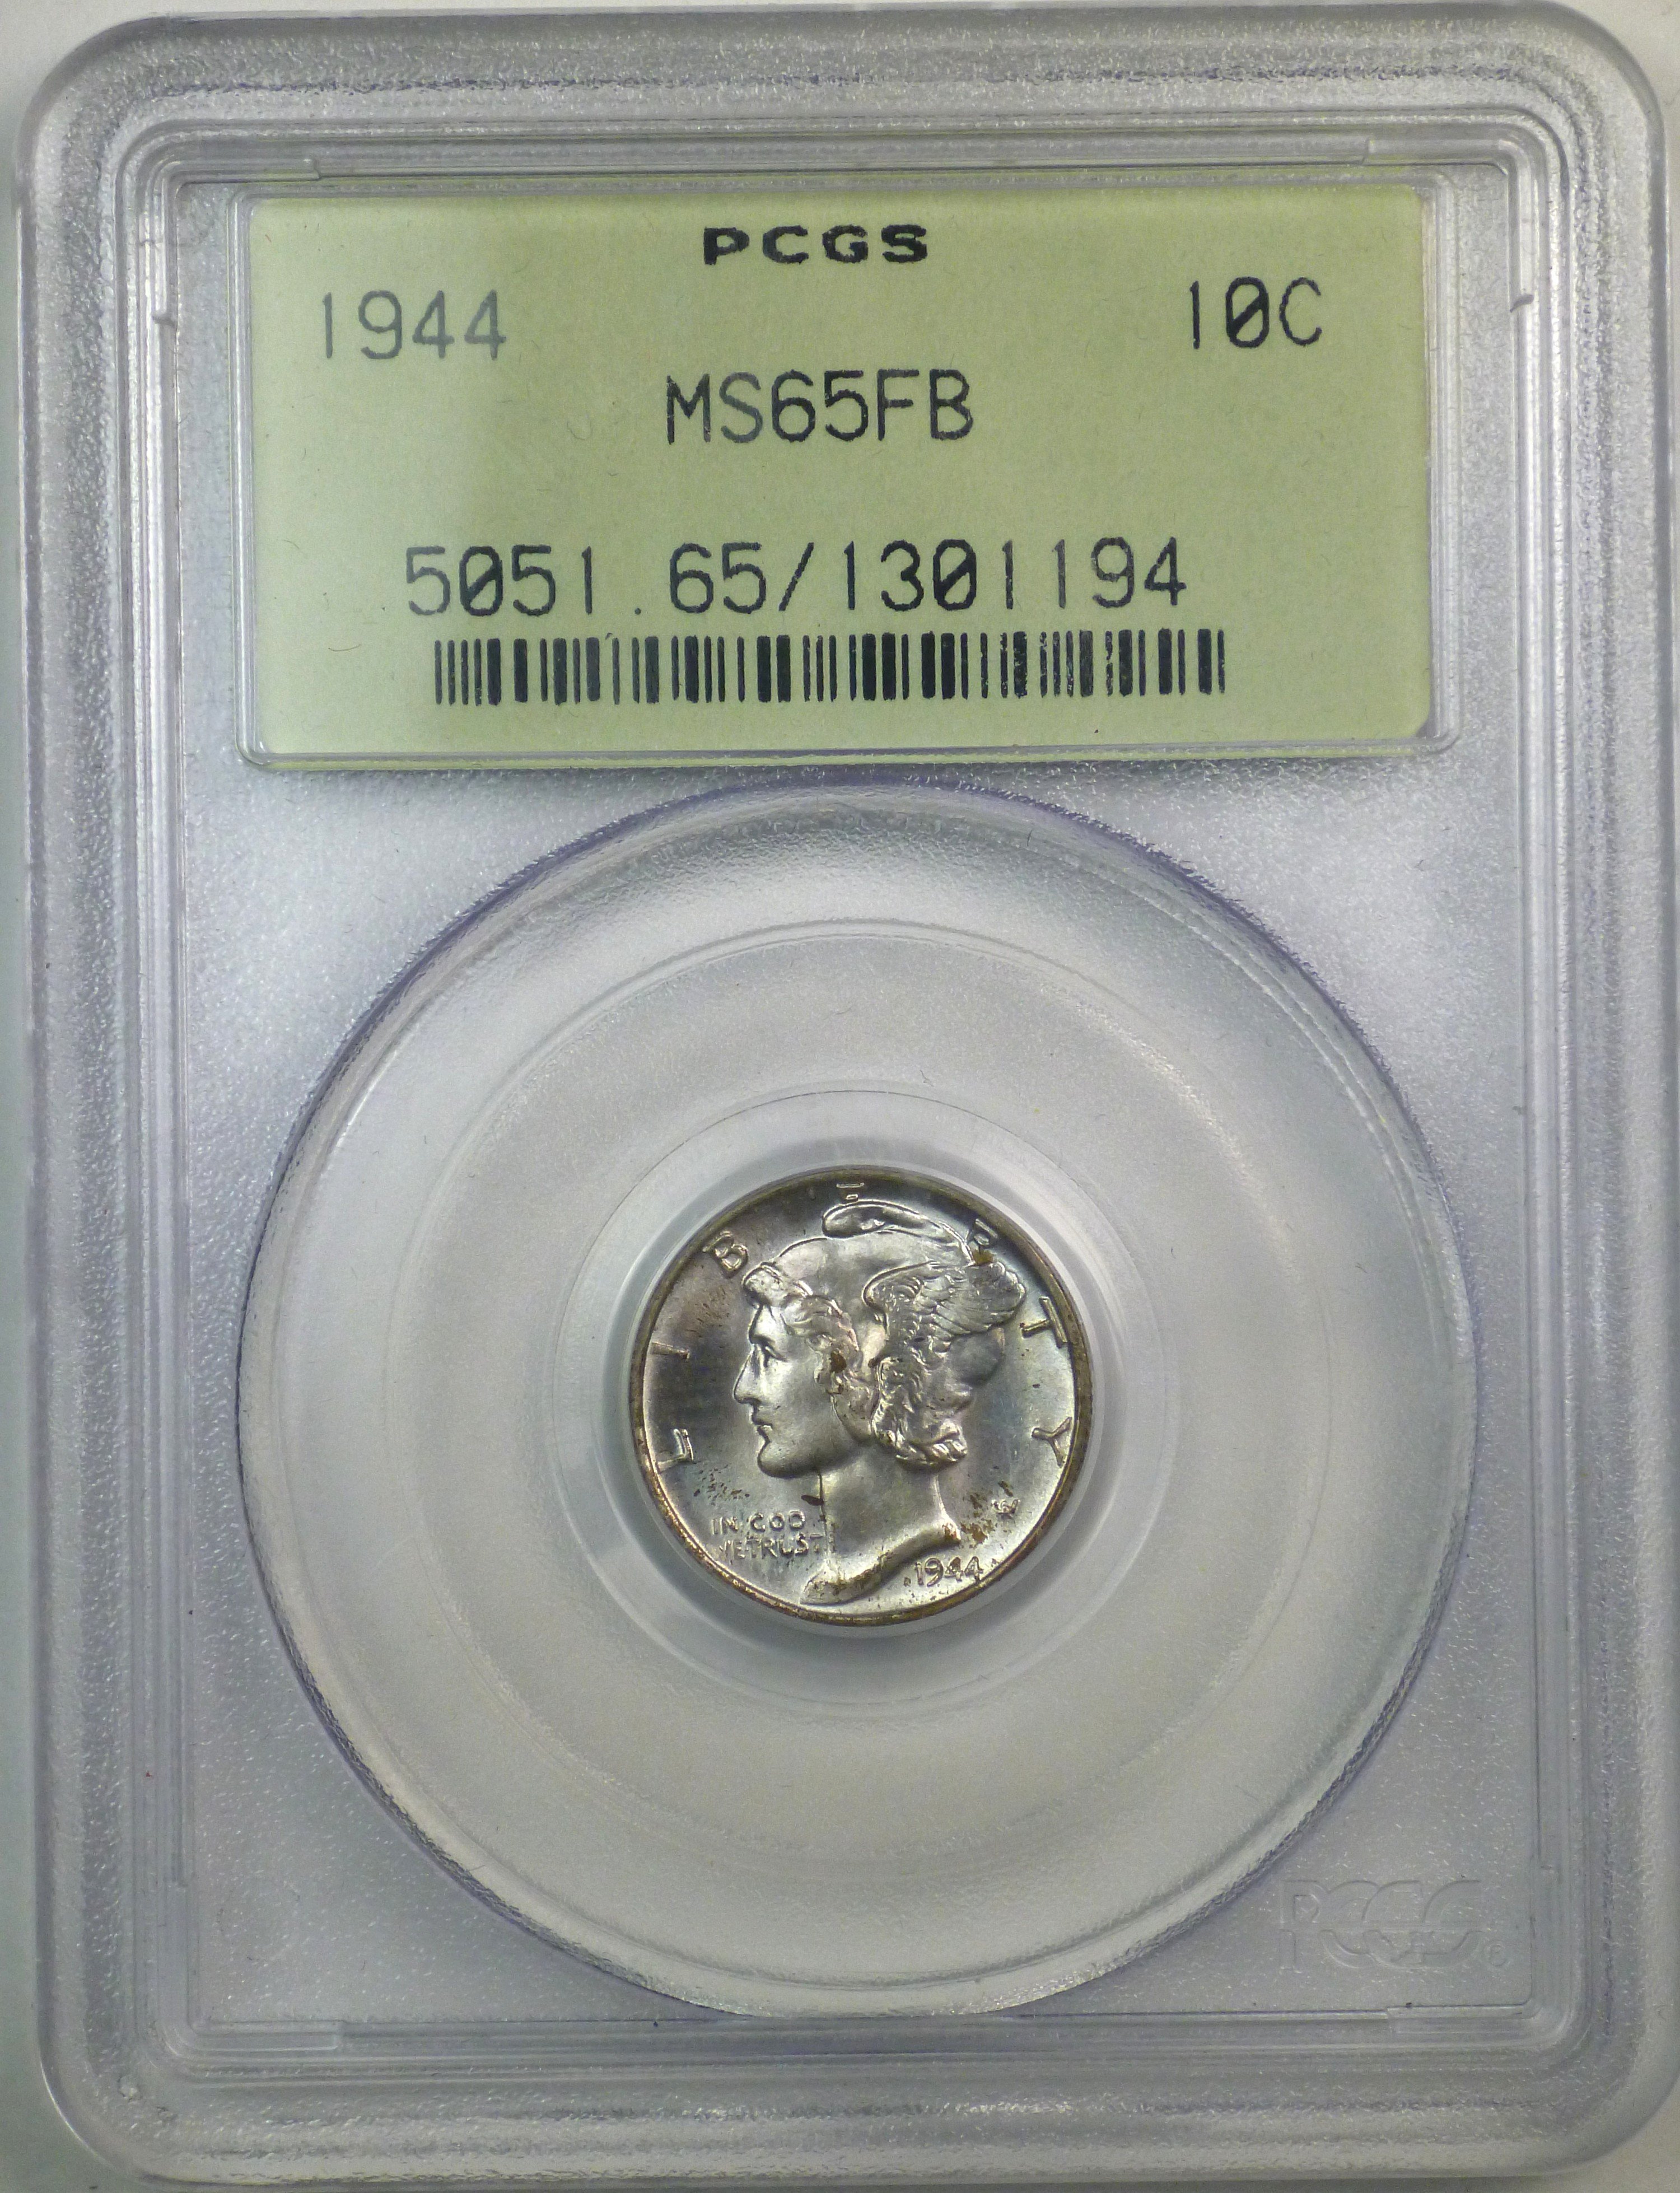 PCGS
1944 10C
MS65FB
5051.65/1301194
LIBERTY
IN GOD
WE TRUST
1944
PCGS